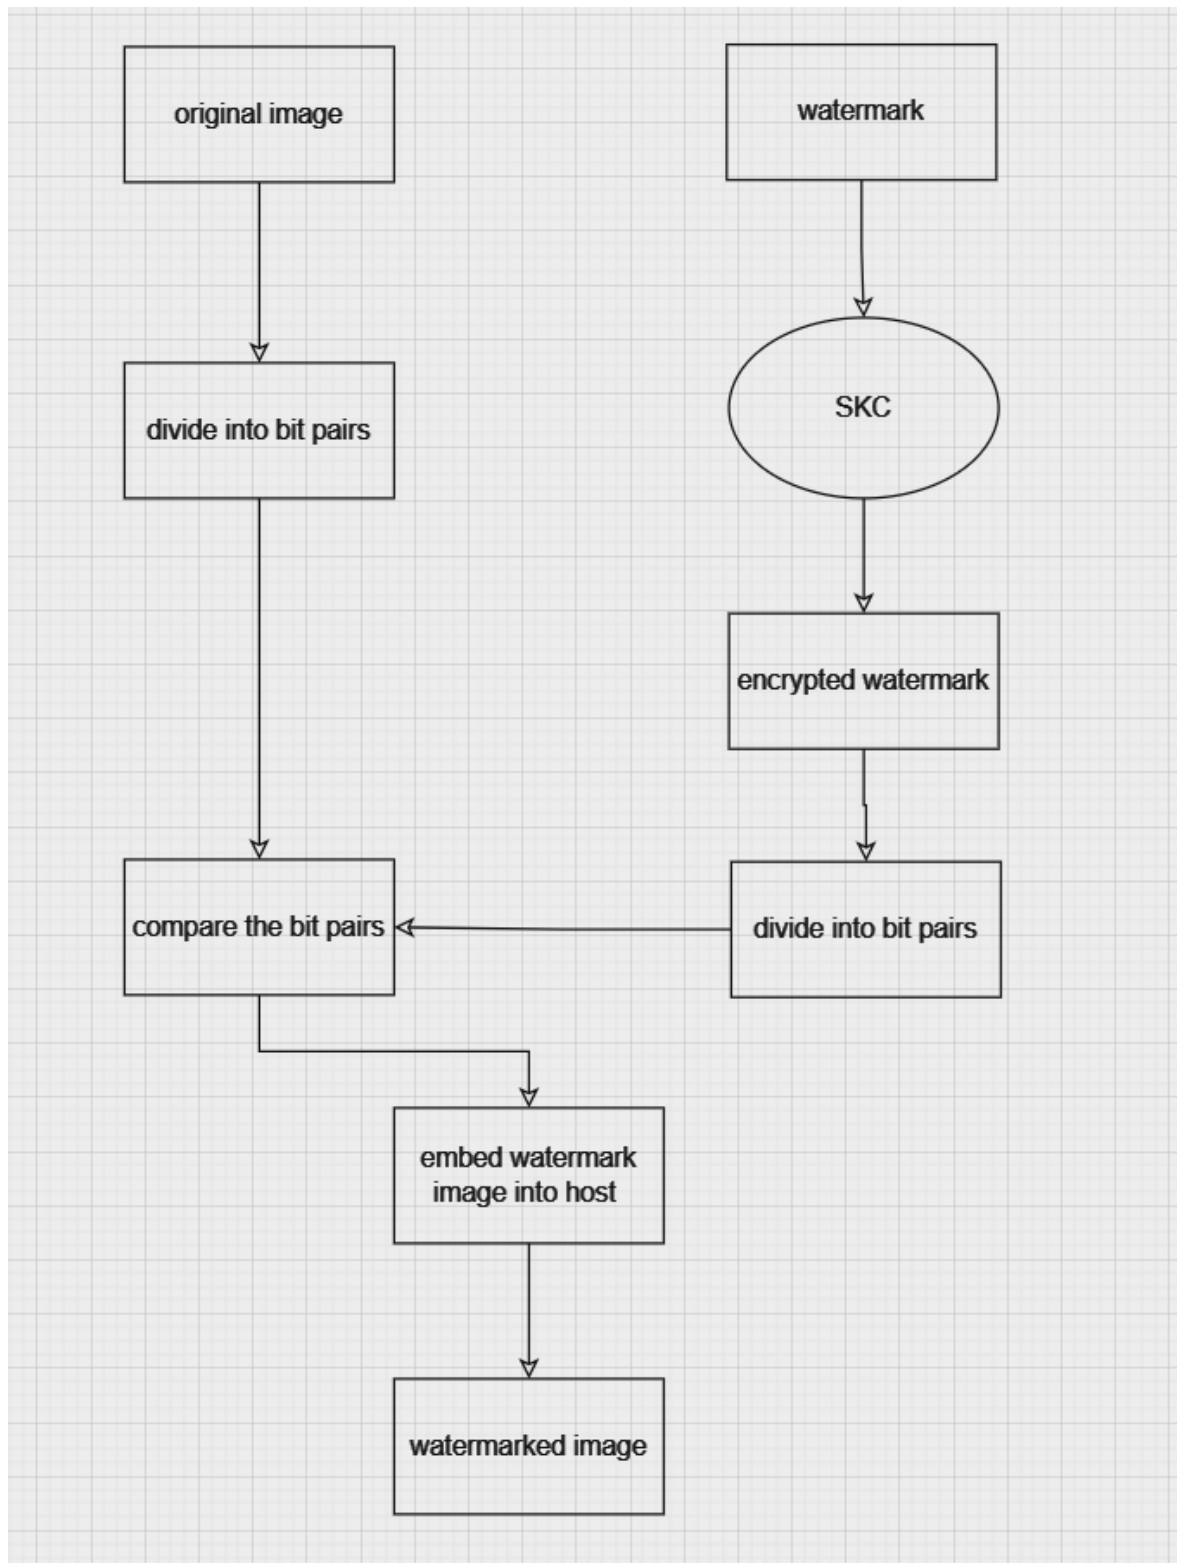 original image
watermark
SKC
divide into bit pairs
encrypted watermark
compare the bit pairs
divide into bit pairs
embed watermark
image into host
watermarked image